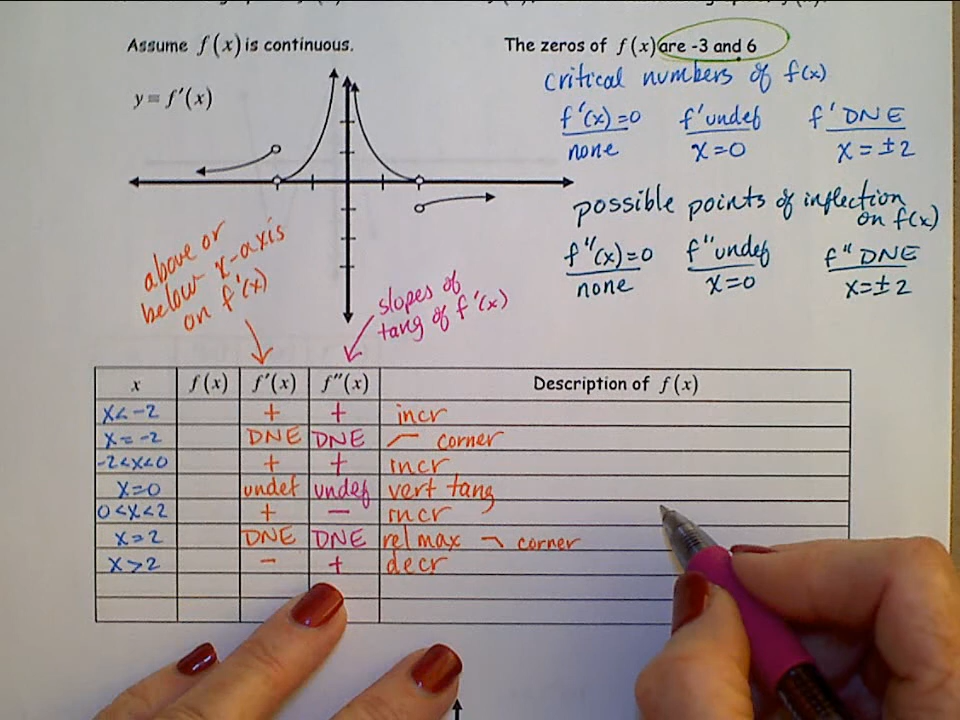 Assume f(x) is continuous.
The zeros of f(x) are -3 and 6
critical numbers of f(x)
y = f'(x)
f'(x)=0 f'undef f' DNE
none x=0 x=±2
possible points of inflection
on f(x)
f"(x)=0 f"undef f" DNE
none x=0 x=±2
above or
below x-axis
on f'(x)
slopes of
tang of f'(x)
x f(x) f'(x) f"(x) Description of f(x)
x<-2 + + incr
x=-2 DNE DNE corner
-2<x<0 + + incr
x=0 undef undef vert tang
0<x<2 + − incr
x=2 DNE DNE rel max ¬ corner
x>2 − + decr